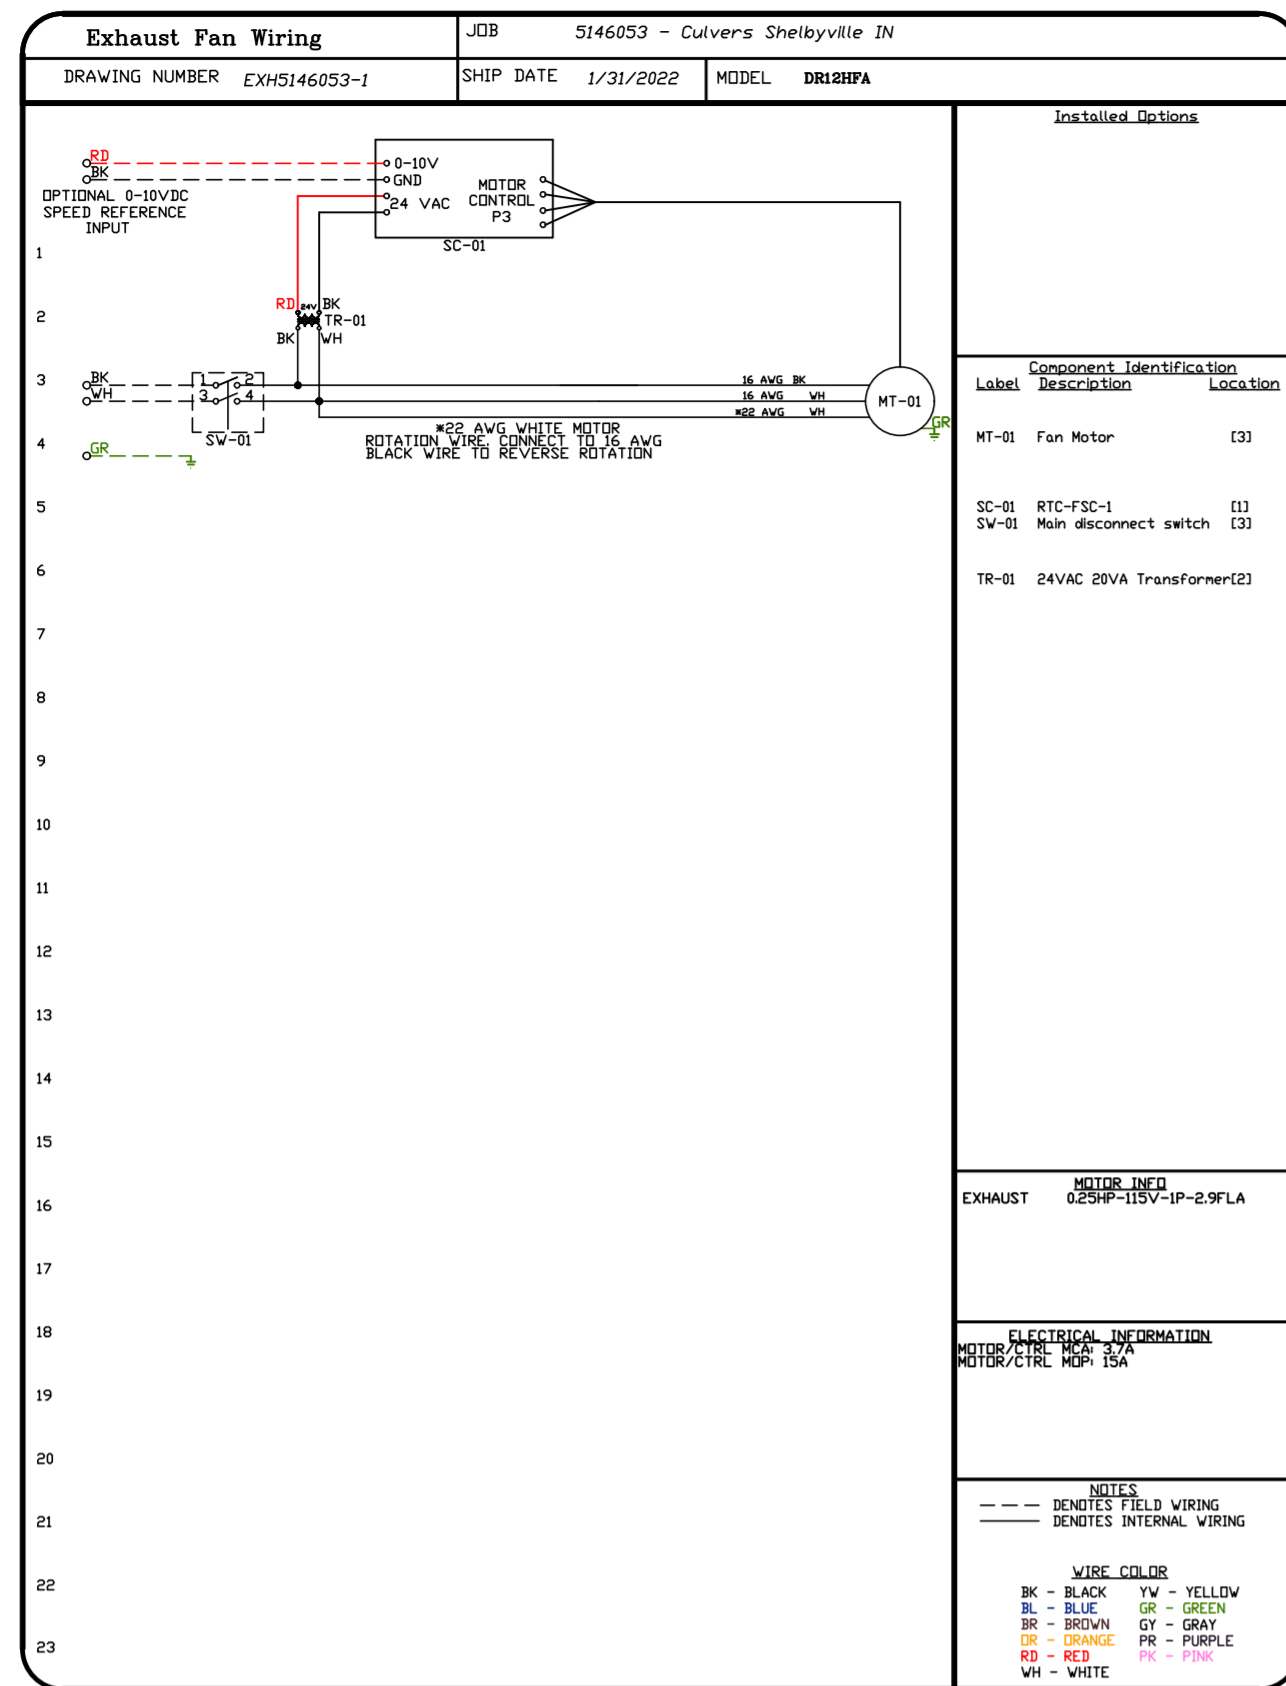 Exhaust Fan Wiring
JOB 5146053 - Culvers Shelbyville IN
DRAWING NUMBER EXH5146053-1
SHIP DATE 1/31/2022
MODEL DR12HFA
RD
BK
OPTIONAL 0-10VDC
SPEED REFERENCE
INPUT
0-10V
GND
24 VAC
MOTOR
CONTROL
P3
SC-01
RD 24V BK
TR-01
BK WH
BK
WH
1 2
3 4
SW-01
16 AWG BK
16 AWG WH
*22 AWG WH
MT-01
GR
*22 AWG WHITE MOTOR
ROTATION WIRE. CONNECT TO 16 AWG
BLACK WIRE TO REVERSE ROTATION
GR
1
2
3
4
5
6
7
8
9
10
11
12
13
14
15
16
17
18
19
20
21
22
23
Installed Options
Component Identification
Label Description Location
MT-01 Fan Motor [3]
SC-01 RTC-FSC-1 [1]
SW-01 Main disconnect switch [3]
TR-01 24VAC 20VA Transformer[2]
MOTOR INFO
EXHAUST 0.25HP-115V-1P-2.9FLA
ELECTRICAL INFORMATION
MOTOR/CTRL MCA: 3.7A
MOTOR/CTRL MOP: 15A
NOTES
DENOTES FIELD WIRING
DENOTES INTERNAL WIRING
WIRE COLOR
BK - BLACK YW - YELLOW
BL - BLUE GR - GREEN
BR - BROWN GY - GRAY
OR - ORANGE PR - PURPLE
RD - RED PK - PINK
WH - WHITE